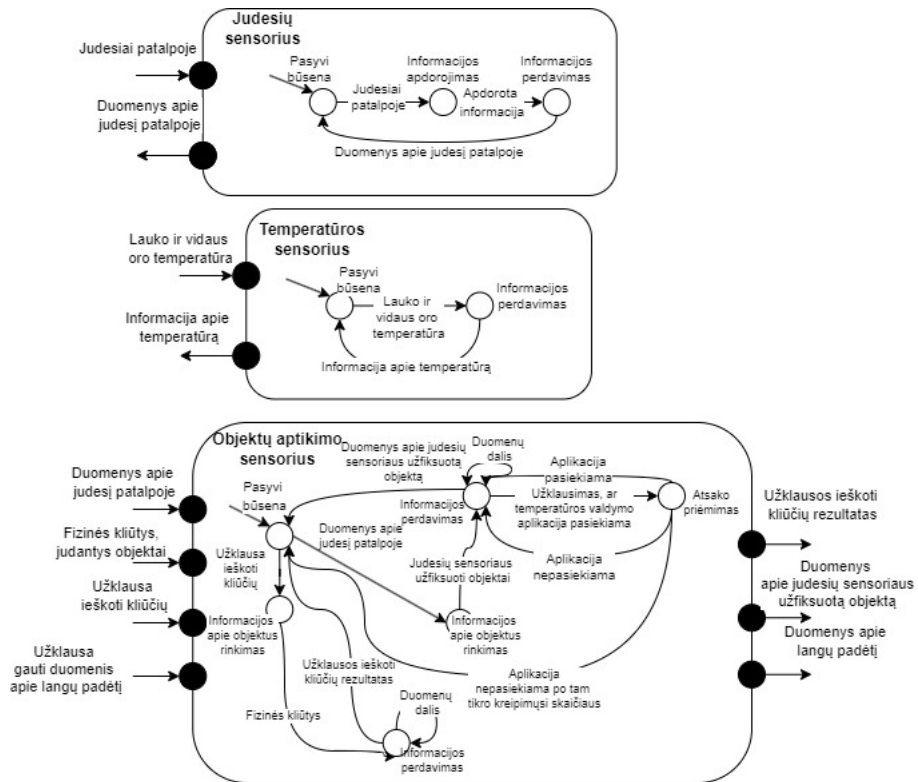 Judesių
sensorius
Judesiai patalpoje
Duomenys apie
judesį patalpoje
Pasyvi
būsena
Informacijos
apdorojimas
Informacijos
perdavimas
Judesiai
patalpoje
Apdorota
informacija
Duomenys apie judesį patalpoje
Temperatūros
sensorius
Lauko ir vidaus
oro temperatūra
Informacija apie
temperatūrą
Pasyvi
būsena
Lauko ir
vidaus oro
temperatūra
Informacijos
perdavimas
Informacija apie temperatūrą
Objektų aptikimo
sensorius
Duomenys apie
judesį patalpoje
Fizinės kliūtys,
judantys objektai
Užklausa
ieškoti kliūčių
Užklausa
gauti duomenis
apie langų padėtį
Pasyvi
būsena
Duomenys apie judesių
sensoriaus užfiksuotą
objektą
Duomenų
dalis
Aplikacija
pasiekiama
Informacijos
perdavimas
Užklausimas, ar
temperatūros valdymo
aplikacija pasiekiama
Atsako
priėmimas
Duomenys apie
judesį patalpoje
Užklausa
ieškoti
kliūčių
Judesių sensoriaus
užfiksuoti objektai
Aplikacija
nepasiekiama
Informacijos
apie objektus
rinkimas
Informacijos
apie objektus
rinkimas
Užklausos ieškoti
kliūčių rezultatas
Aplikacija
nepasiekiama po tam
tikro kreipimųsi skaičiaus
Fizinės kliūtys
Duomenų
dalis
Informacijos
perdavimas
Užklausos ieškoti
kliūčių rezultatas
Duomenys
apie judesių sensoriaus
užfiksuotą objektą
Duomenys apie
langų padėtį